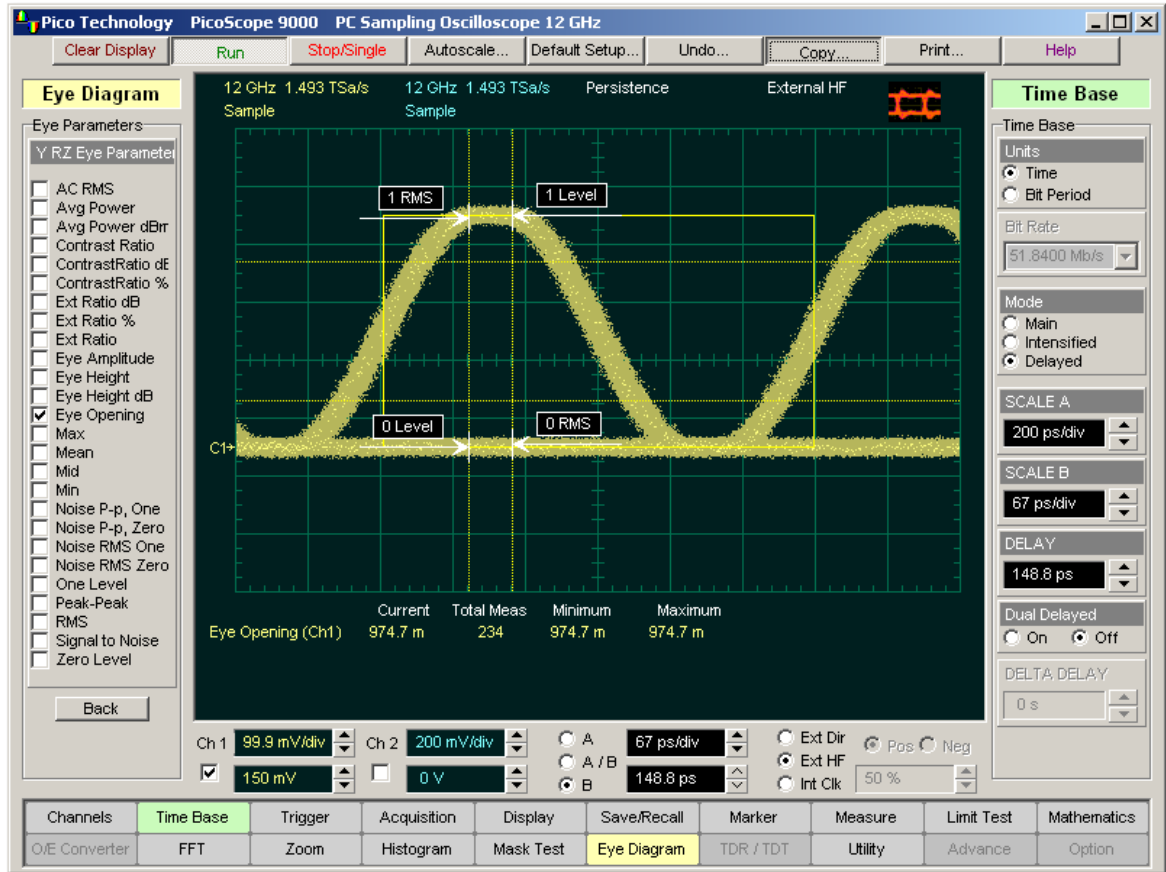 Pico Technology PicoScope 9000 PC Sampling Oscilloscope 12 GHz
Clear Display Run Stop/Single Autoscale... Default Setup... Undo... Copy... Print... Help
Eye Diagram
Eye Parameters
Y RZ Eye Parameter
AC RMS
Avg Power
Avg Power dBm
Contrast Ratio
ContrastRatio dE
ContrastRatio %
Ext Ratio dB
Ext Ratio %
Ext Ratio
Eye Amplitude
Eye Height
Eye Height dB
Eye Opening
Max
Mean
Mid
Min
Noise P-p, One
Noise P-p, Zero
Noise RMS One
Noise RMS Zero
One Level
Peak-Peak
RMS
Signal to Noise
Zero Level
Back
12 GHz 1.493 TSa/s 12 GHz 1.493 TSa/s Persistence External HF
Sample Sample
1 RMS 1 Level
0 Level 0 RMS
C1
Current Total Meas Minimum Maximum
Eye Opening (Ch1) 974.7 m 234 974.7 m 974.7 m
Time Base
Time Base
Units
Time
Bit Period
Bit Rate
51.8400 Mb/s
Mode
Main
Intensified
Delayed
SCALE A
200 ps/div
SCALE B
67 ps/div
DELAY
148.8 ps
Dual Delayed
On Off
DELTA DELAY
0 s
Ch 1 99.9 mV/div Ch 2 200 mV/div A 67 ps/div Ext Dir Pos Neg
A / B Ext HF
150 mV 0 V B 148.8 ps Int Clk 50 %
Channels Time Base Trigger Acquisition Display Save/Recall Marker Measure Limit Test Mathematics
O/E Converter FFT Zoom Histogram Mask Test Eye Diagram TDR / TDT Utility Advance Option